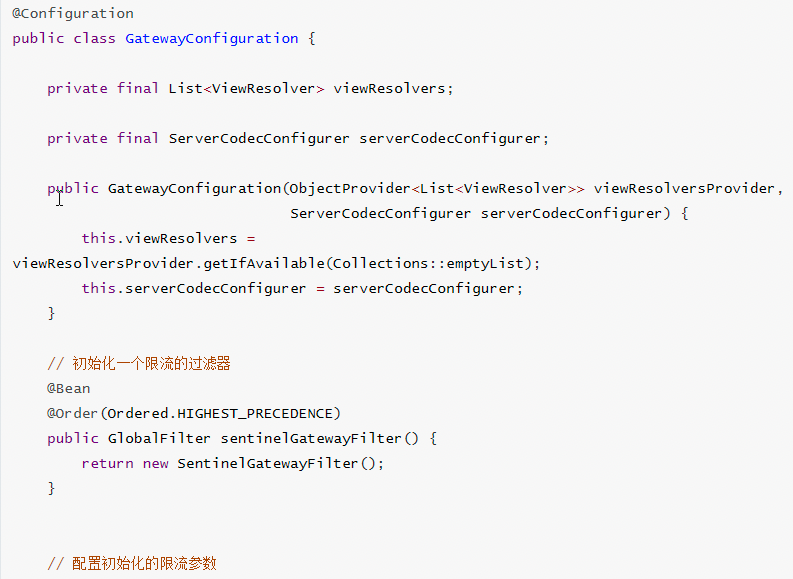 @Configuration
public class GatewayConfiguration {
    private final List<ViewResolver> viewResolvers;
    private final ServerCodecConfigurer serverCodecConfigurer;
    public GatewayConfiguration(ObjectProvider<List<ViewResolver>> viewResolversProvider,
                                ServerCodecConfigurer serverCodecConfigurer) {
        this.viewResolvers =
viewResolversProvider.getIfAvailable(Collections::emptyList);
        this.serverCodecConfigurer = serverCodecConfigurer;
    }
    // 初始化一个限流的过滤器
    @Bean
    @Order(Ordered.HIGHEST_PRECEDENCE)
    public GlobalFilter sentinelGatewayFilter() {
        return new SentinelGatewayFilter();
    }
    // 配置初始化的限流参数